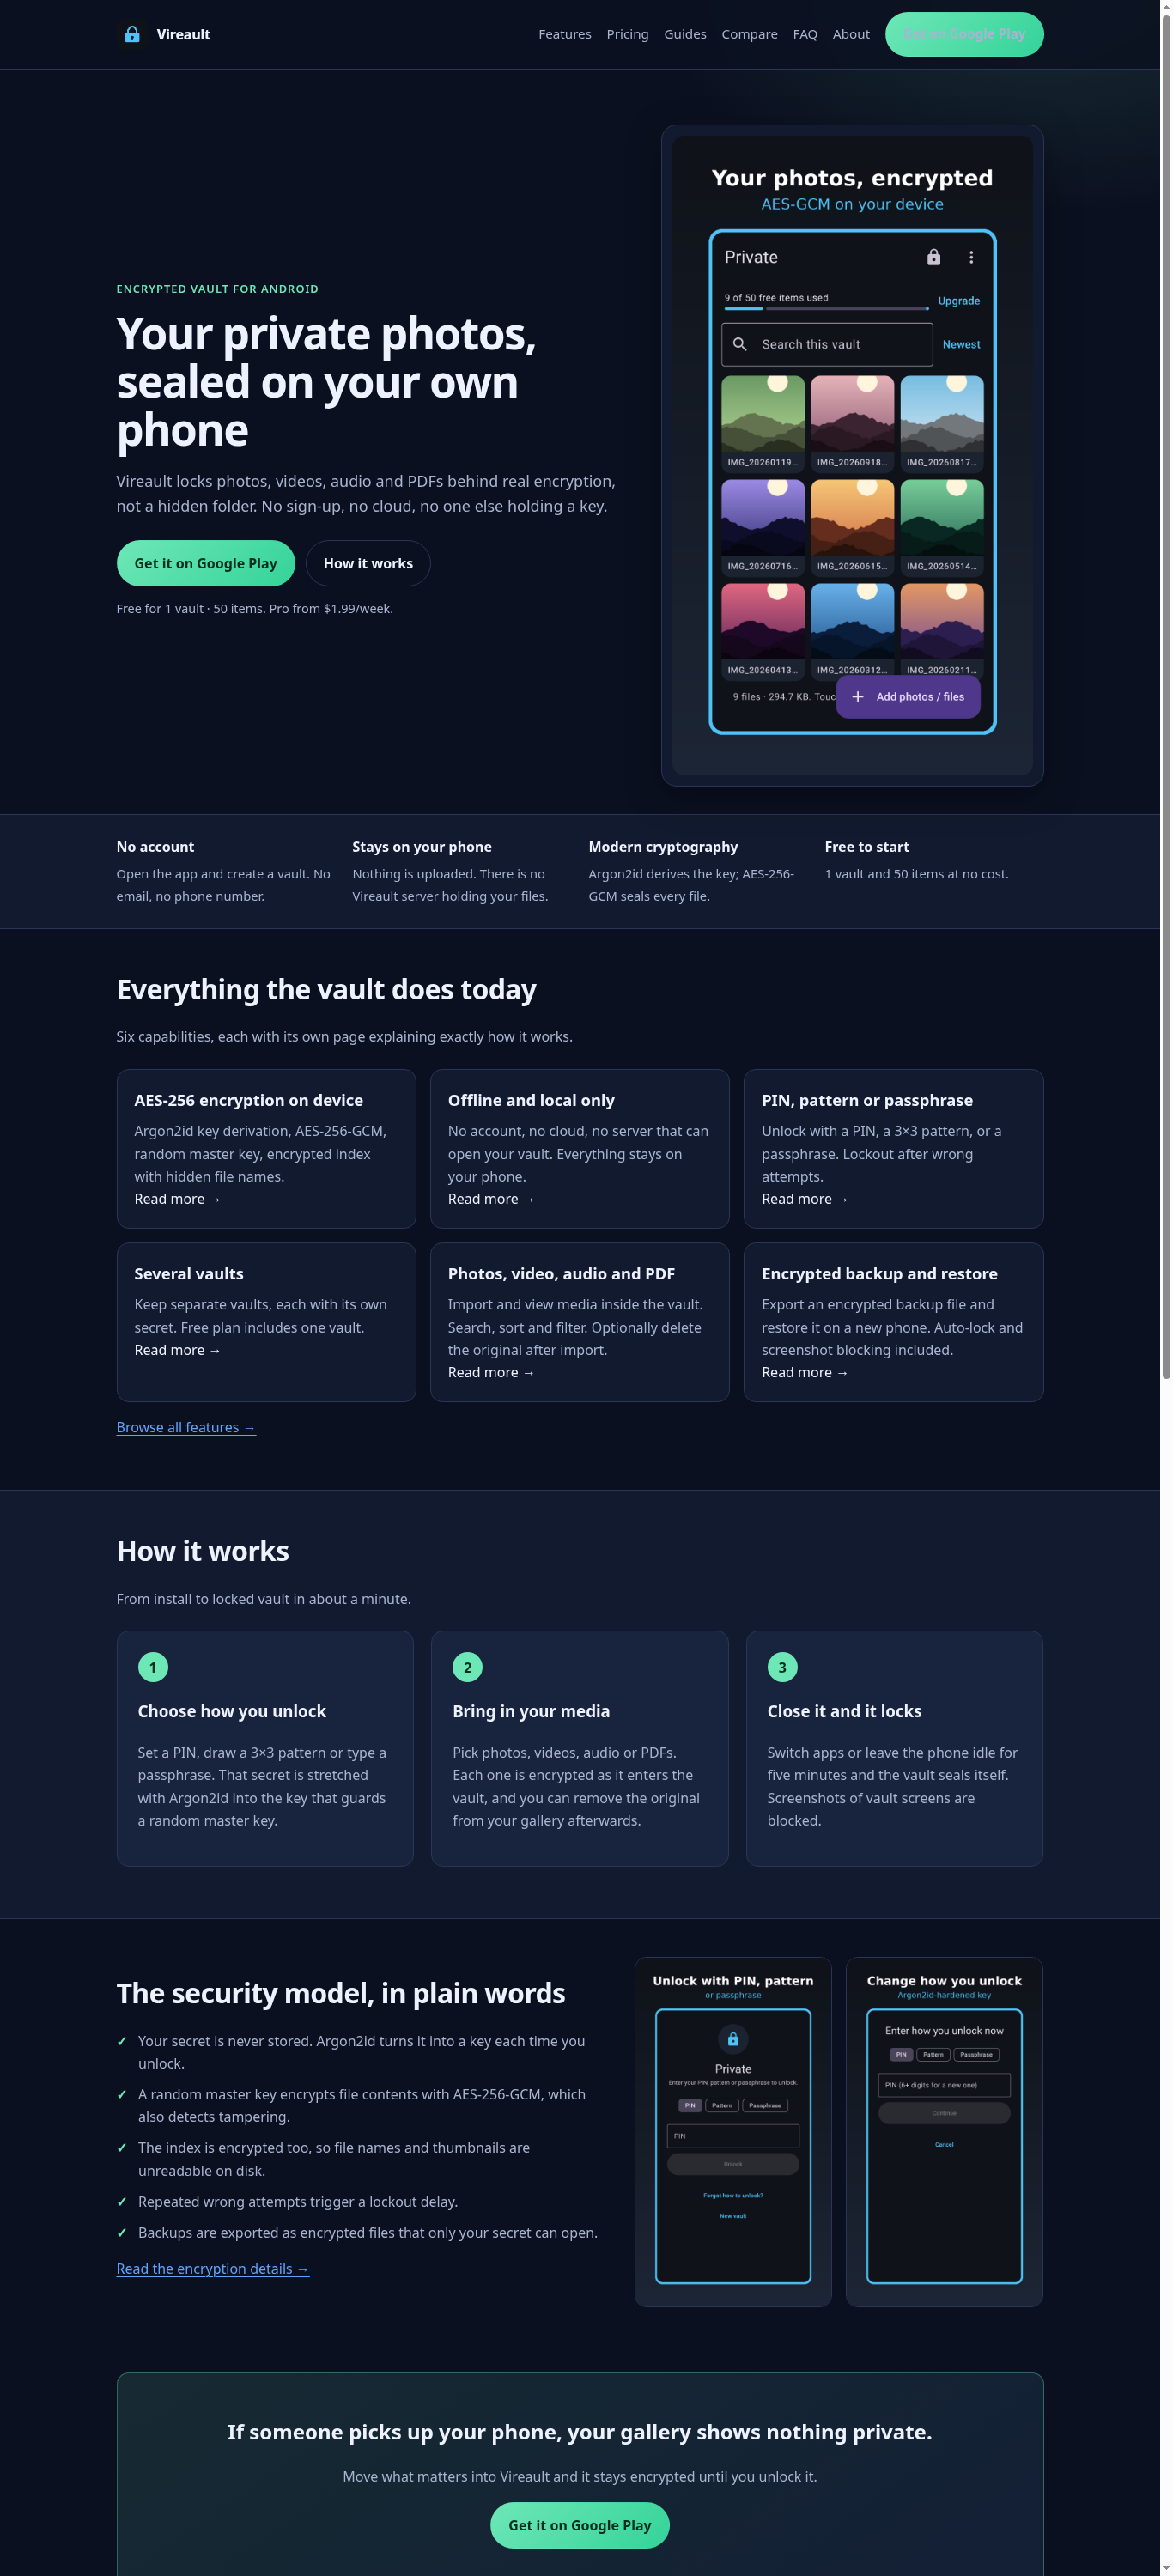 Vireault
Features Pricing Guides Compare FAQ About Get on Google Play
ENCRYPTED VAULT FOR ANDROID
Your private photos,
sealed on your own
phone
Vireault locks photos, videos, audio and PDFs behind real encryption,
not a hidden folder. No sign-up, no cloud, no one else holding a key.
Get it on Google Play How it works
Free for 1 vault · 50 items. Pro from $1.99/week.
Your photos, encrypted
AES-GCM on your device
Private
9 of 50 free items used
Upgrade
Search this vault
Newest
IMG_20260119... IMG_20260918... IMG_20260817...
IMG_20260716... IMG_20260615... IMG_20260514...
IMG_20260413... IMG_20260312... IMG_20260211...
9 files · 294.7 KB. Touc
Add photos / files
No account
Open the app and create a vault. No
email, no phone number.
Stays on your phone
Nothing is uploaded. There is no
Vireault server holding your files.
Modern cryptography
Argon2id derives the key; AES-256-
GCM seals every file.
Free to start
1 vault and 50 items at no cost.
Everything the vault does today
Six capabilities, each with its own page explaining exactly how it works.
AES-256 encryption on device
Argon2id key derivation, AES-256-GCM,
random master key, encrypted index
with hidden file names.
Read more →
Offline and local only
No account, no cloud, no server that can
open your vault. Everything stays on
your phone.
Read more →
PIN, pattern or passphrase
Unlock with a PIN, a 3×3 pattern, or a
passphrase. Lockout after wrong
attempts.
Read more →
Several vaults
Keep separate vaults, each with its own
secret. Free plan includes one vault.
Read more →
Photos, video, audio and PDF
Import and view media inside the vault.
Search, sort and filter. Optionally delete
the original after import.
Read more →
Encrypted backup and restore
Export an encrypted backup file and
restore it on a new phone. Auto-lock and
screenshot blocking included.
Read more →
Browse all features →
How it works
From install to locked vault in about a minute.
1
Choose how you unlock
Set a PIN, draw a 3×3 pattern or type a
passphrase. That secret is stretched
with Argon2id into the key that guards
a random master key.
2
Bring in your media
Pick photos, videos, audio or PDFs.
Each one is encrypted as it enters the
vault, and you can remove the original
from your gallery afterwards.
3
Close it and it locks
Switch apps or leave the phone idle for
five minutes and the vault seals itself.
Screenshots of vault screens are
blocked.
The security model, in plain words
✓ Your secret is never stored. Argon2id turns it into a key each time you
unlock.
✓ A random master key encrypts file contents with AES-256-GCM, which
also detects tampering.
✓ The index is encrypted too, so file names and thumbnails are
unreadable on disk.
✓ Repeated wrong attempts trigger a lockout delay.
✓ Backups are exported as encrypted files that only your secret can open.
Read the encryption details →
Unlock with PIN, pattern
or passphrase
Private
Enter your PIN, pattern or passphrase to unlock.
PIN Pattern Passphrase
PIN
Unlock
Forgot how to unlock?
New vault
Change how you unlock
Argon2id-hardened key
Enter how you unlock now
PIN Pattern Passphrase
PIN (6+ digits for a new one)
Continue
Cancel
If someone picks up your phone, your gallery shows nothing private.
Move what matters into Vireault and it stays encrypted until you unlock it.
Get it on Google Play